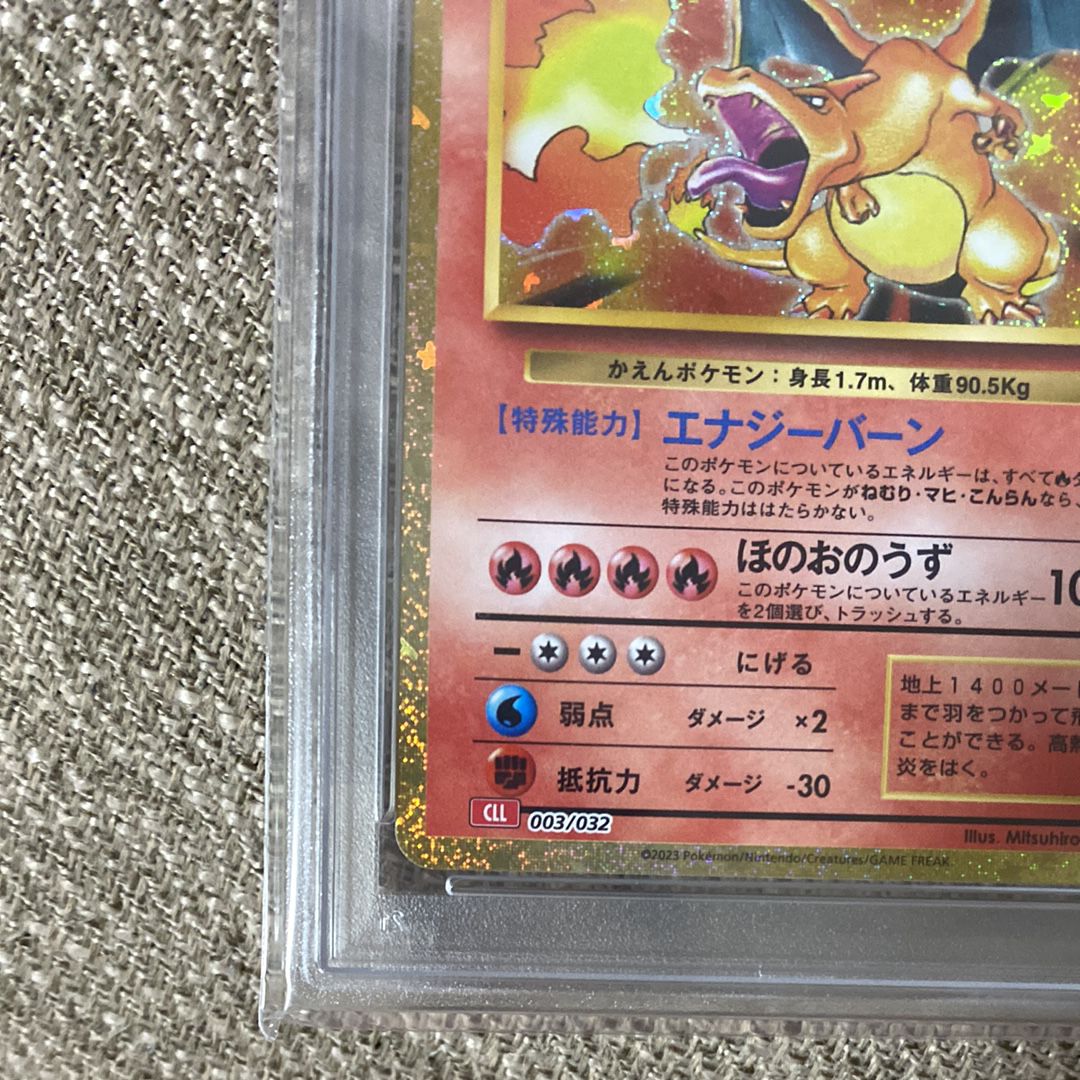 かえんポケモン：身長1.7m、体重90.5Kg
【特殊能力】 エナジーバーン
このポケモンについているエネルギーは、すべて
になる。このポケモンがねむり・マヒ・こんらんなら、
特殊能力ははたらかない。
ほのおのうず
このポケモンについているエネルギー
を2個選び、トラッシュする。
10
にげる
弱点 ダメージ ×2
抵抗力 ダメージ -30
地上1400メート
まで羽をつかって飛
ことができる。高熱
炎をはく。
CLL 003/032
Illus. Mitsuhiro
©2023 Pokémon/Nintendo/Creatures/GAME FREAK.